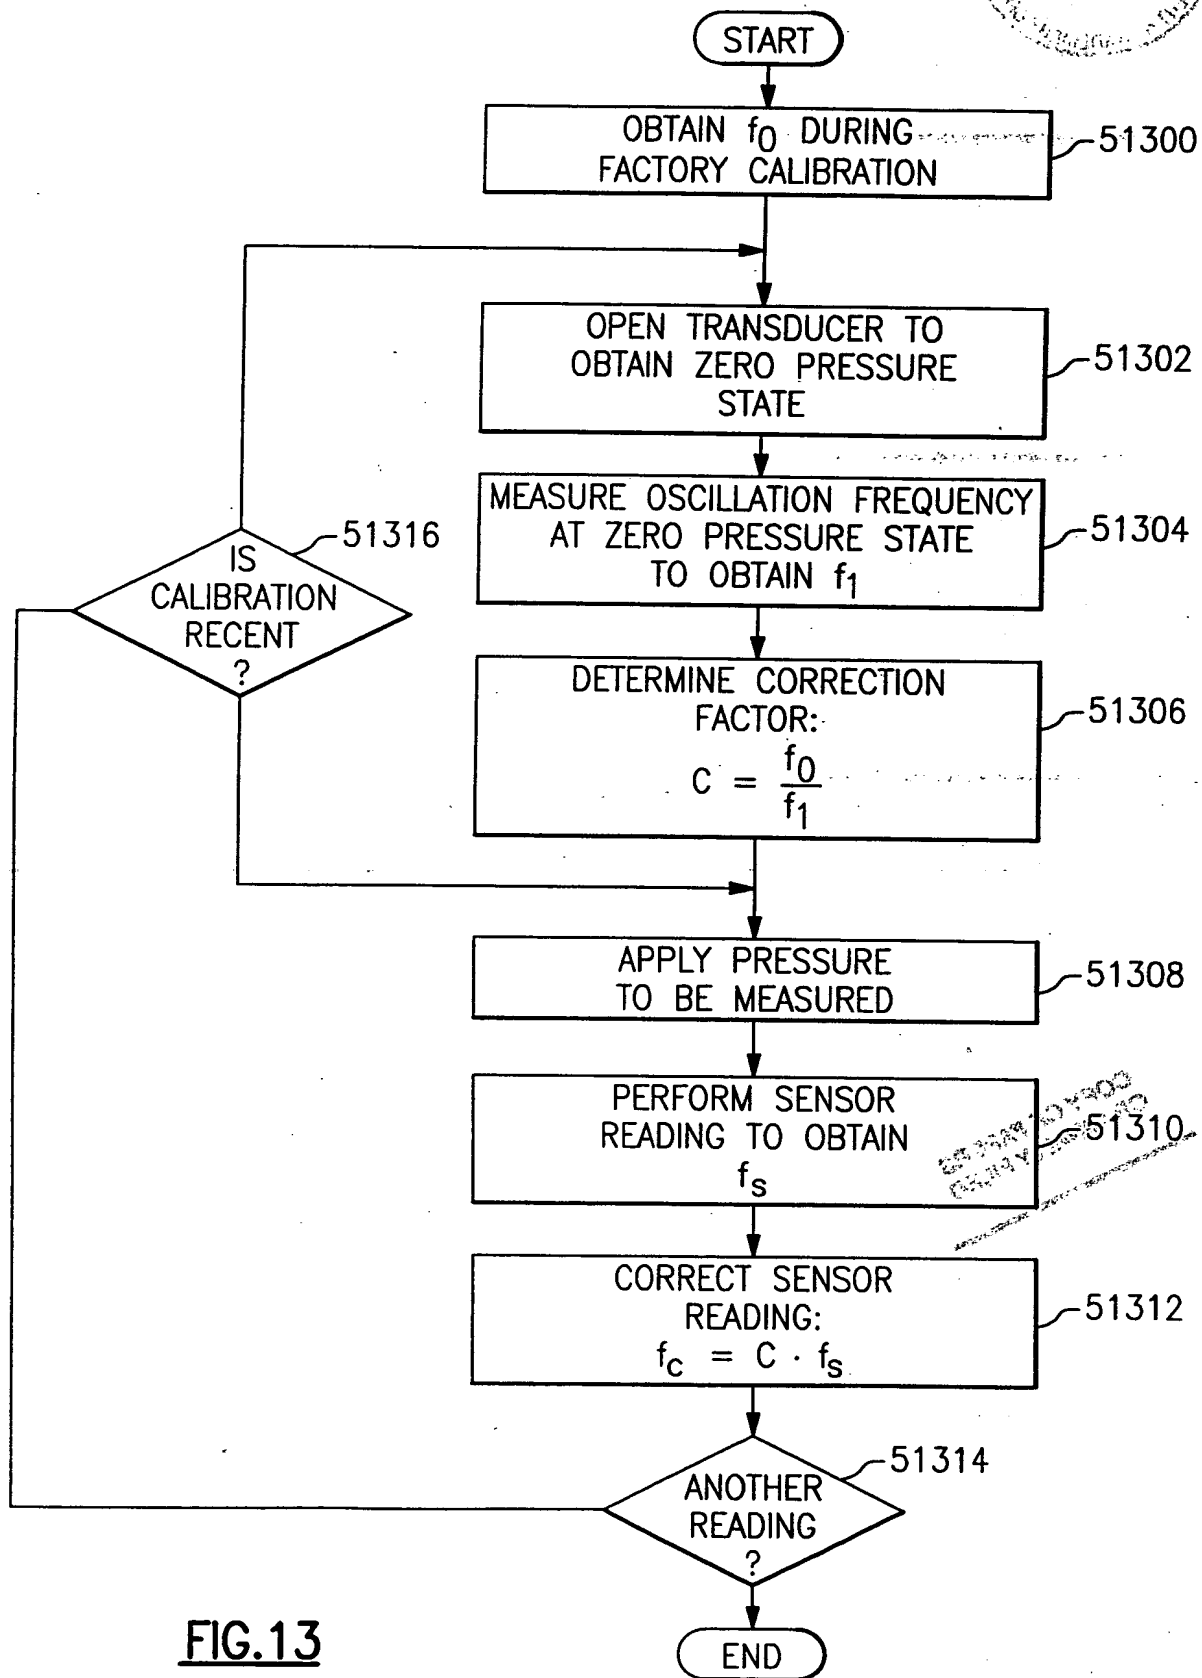 START
OBTAIN f0 DURING
FACTORY CALIBRATION
51300
OPEN TRANSDUCER TO
OBTAIN ZERO PRESSURE
STATE
51302
MEASURE OSCILLATION FREQUENCY
AT ZERO PRESSURE STATE
TO OBTAIN f1
51304
IS
CALIBRATION
RECENT
?
51316
DETERMINE CORRECTION
FACTOR:
C = f0/f1
51306
APPLY PRESSURE
TO BE MEASURED
51308
PERFORM SENSOR
READING TO OBTAIN
fs
51310
CORRECT SENSOR
READING:
fc = C · fs
51312
ANOTHER
READING
?
51314
END
FIG.13